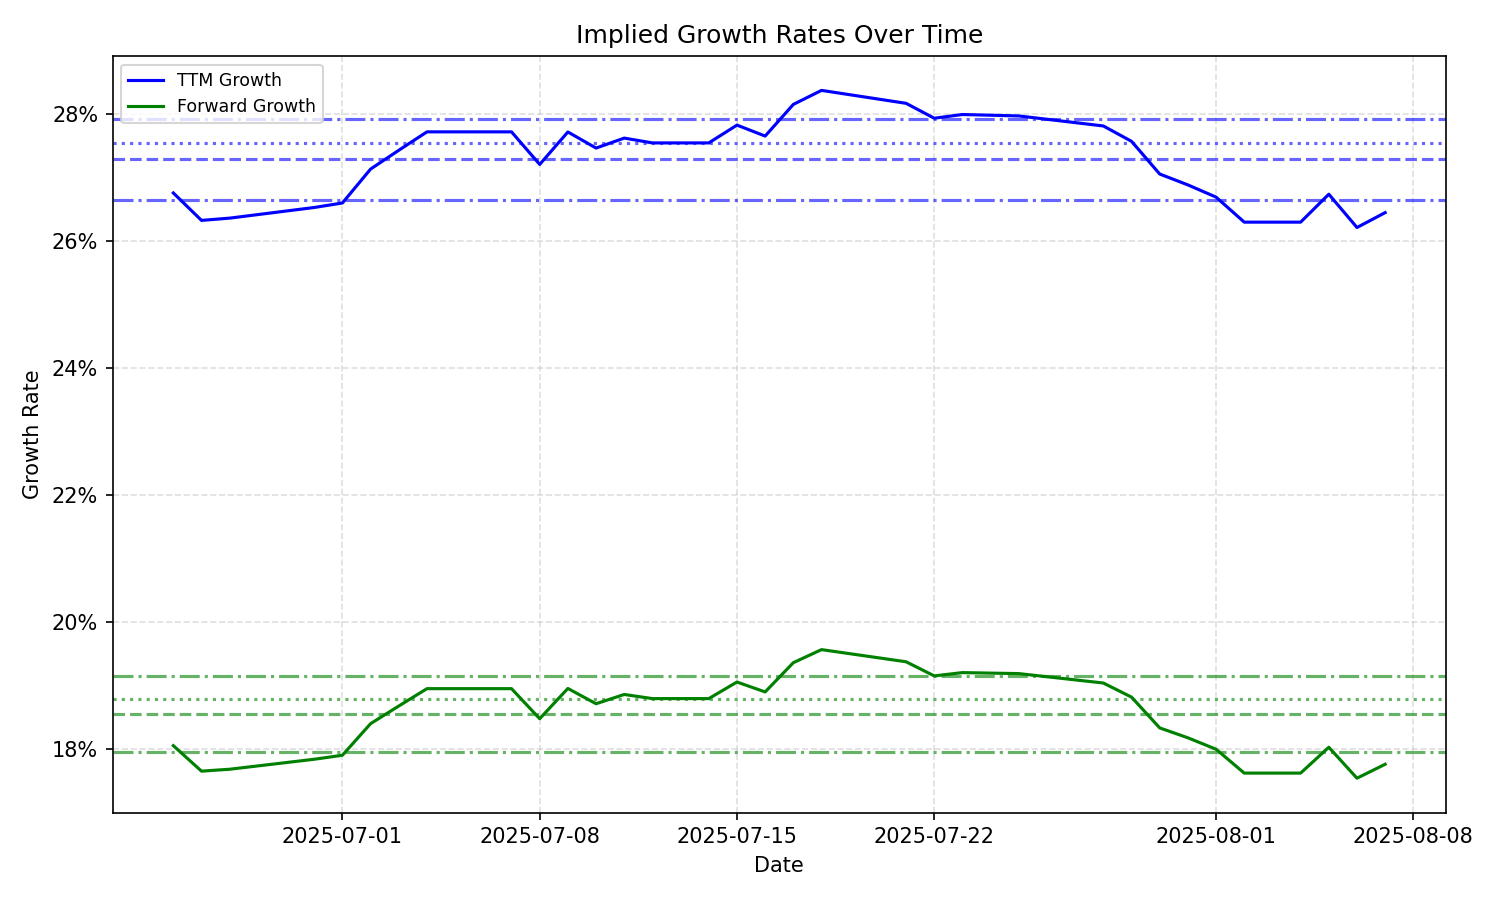 Implied Growth Rates Over Time
TTM Growth
Forward Growth
28%
26%
24%
22%
20%
18%
Growth Rate
2025-07-01
2025-07-08
2025-07-15
2025-07-22
2025-08-01
2025-08-08
Date